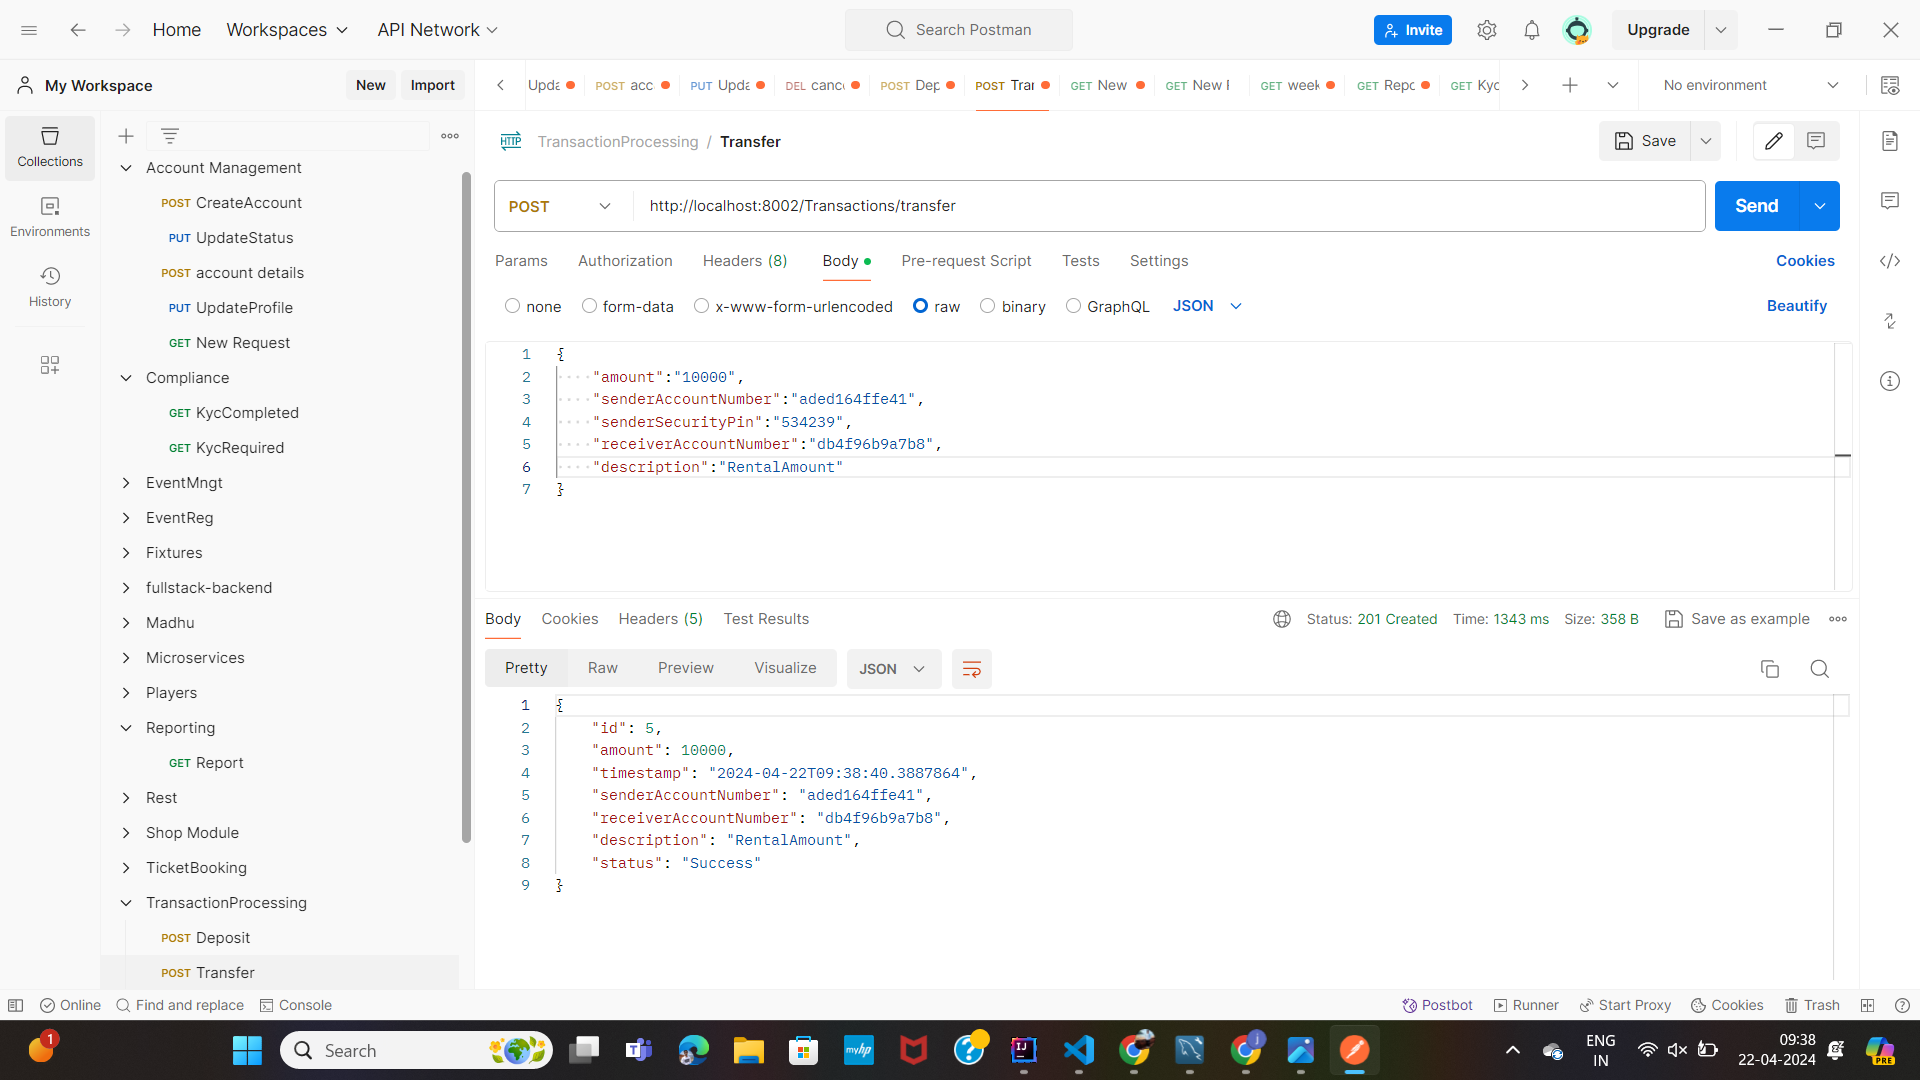 Home
Workspaces
API Network
Search Postman
Invite
Upgrade
My Workspace
New
Import
Upda
POST acc
PUT Upda
DEL canc
POST Dep
POST Trar
GET New
GET New
GET week
GET Repo
GET Kyc
No environment
Collections
Environments
History
Account Management
POST CreateAccount
PUT UpdateStatus
POST account details
PUT UpdateProfile
GET New Request
Compliance
GET KycCompleted
GET KycRequired
EventMngt
EventReg
Fixtures
fullstack-backend
Madhu
Microservices
Players
Reporting
GET Report
Rest
Shop Module
TicketBooking
TransactionProcessing
POST Deposit
POST Transfer
HTTP
TransactionProcessing / Transfer
Save
POST
http://localhost:8002/Transactions/transfer
Send
Params
Authorization
Headers (8)
Body
Pre-request Script
Tests
Settings
Cookies
none
form-data
x-www-form-urlencoded
raw
binary
GraphQL
JSON
Beautify
1 {
2 "amount":"10000",
3 "senderAccountNumber":"aded164ffe41",
4 "senderSecurityPin":"534239",
5 "receiverAccountNumber":"db4f96b9a7b8",
6 "description":"RentalAmount"
7 }
Body
Cookies
Headers (5)
Test Results
Status: 201 Created
Time: 1343 ms
Size: 358 B
Save as example
Pretty
Raw
Preview
Visualize
JSON
1 {
2 "id": 5,
3 "amount": 10000,
4 "timestamp": "2024-04-22T09:38:40.3887864",
5 "senderAccountNumber": "aded164ffe41",
6 "receiverAccountNumber": "db4f96b9a7b8",
7 "description": "RentalAmount",
8 "status": "Success"
9 }
Online
Find and replace
Console
Postbot
Runner
Start Proxy
Cookies
Trash
1
Search
myhp
ENG
IN
09:38
22-04-2024
PRE